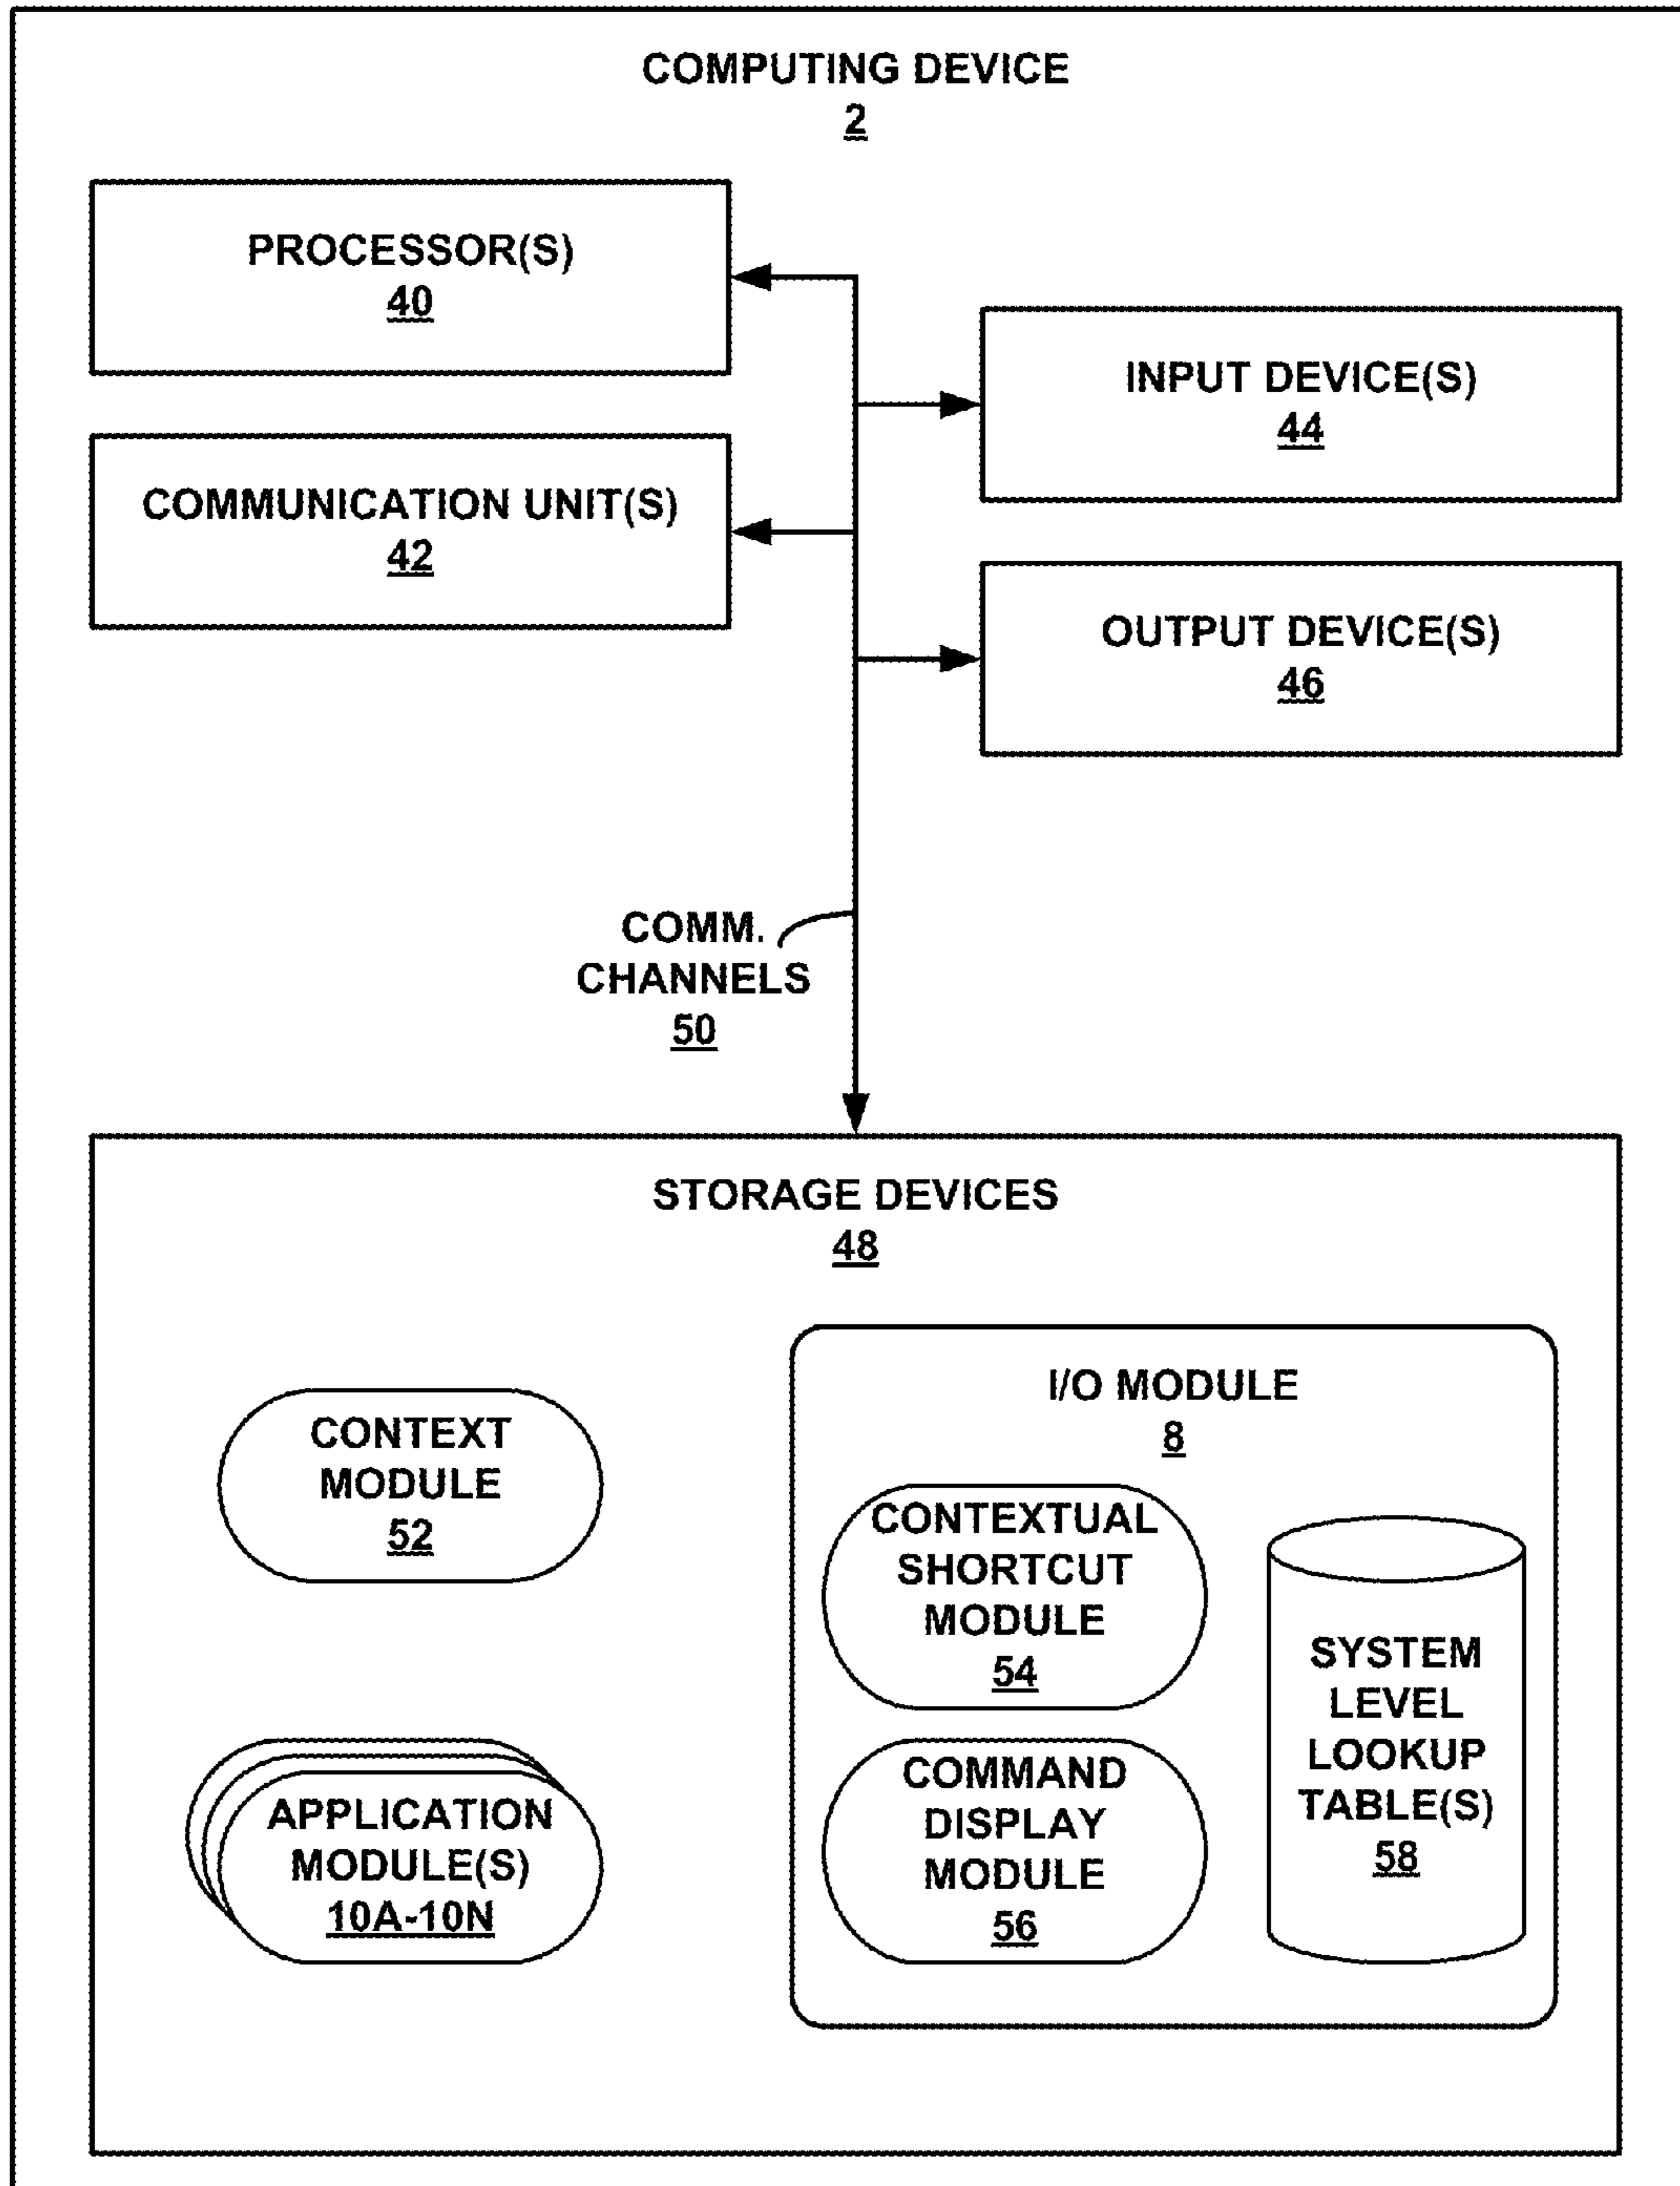 COMPUTING DEVICE
2
PROCESSOR(S)
40
INPUT DEVICE(S)
44
COMMUNICATION UNIT(S)
42
OUTPUT DEVICE(S)
46
COMM.
CHANNELS
50
STORAGE DEVICES
48
CONTEXT
MODULE
52
APPLICATION
MODULE(S)
10A-10N
I/O MODULE
8
CONTEXTUAL
SHORTCUT
MODULE
54
COMMAND
DISPLAY
MODULE
56
SYSTEM
LEVEL
LOOKUP
TABLE(S)
58